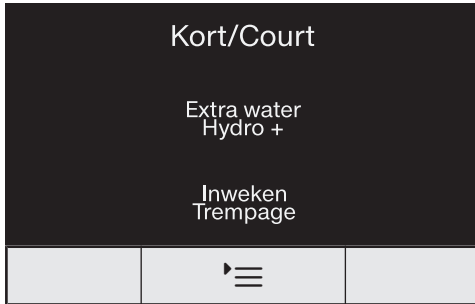 Kort/Court
Extra water
Hydro +
Inweken
Trempage